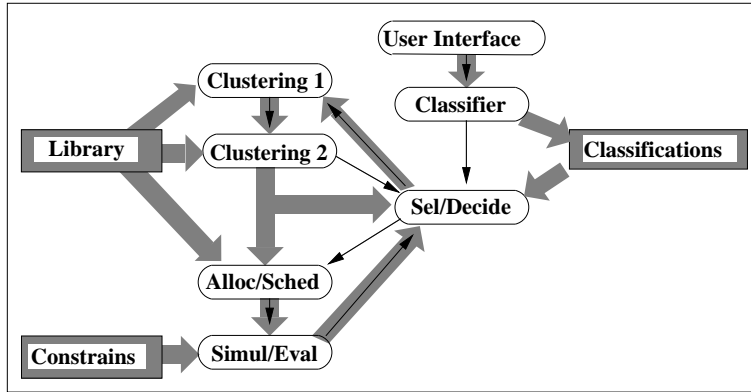 User Interface
Clustering 1
Classifier
Library
Clustering 2
Classifications
Sel/Decide
Alloc/Sched
Constrains
Simul/Eval